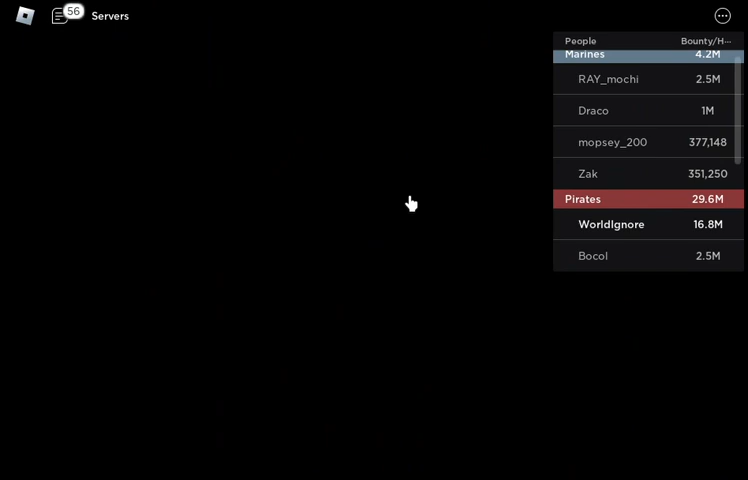 56
Servers
People Bounty/H...
Marines 4.2M
RAY_mochi 2.5M
Draco 1M
mopsey_200 377,148
Zak 351,250
Pirates 29.6M
WorldIgnore 16.8M
Bocol 2.5M